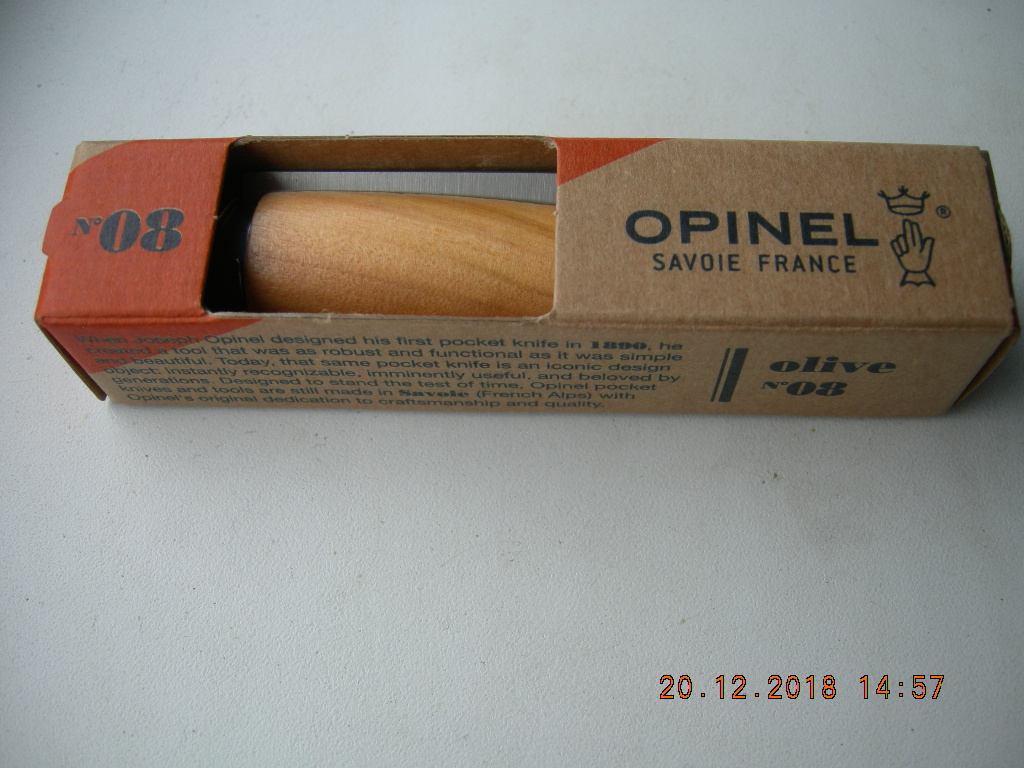 N°08
OPINEL ®
SAVOIE FRANCE
When Joseph Opinel designed his first pocket knife in 1890, he
created a tool that was as robust and functional as it was simple
and beautiful. Today, that same pocket knife is an iconic design
object: instantly recognizable, imminently useful, and beloved by
generations. Designed to stand the test of time, Opinel pocket
knives and tools are still made in Savoie (French Alps) with
Opinel's original dedication to craftsmanship and quality.
olive
N°08
20.12.2018 14:57